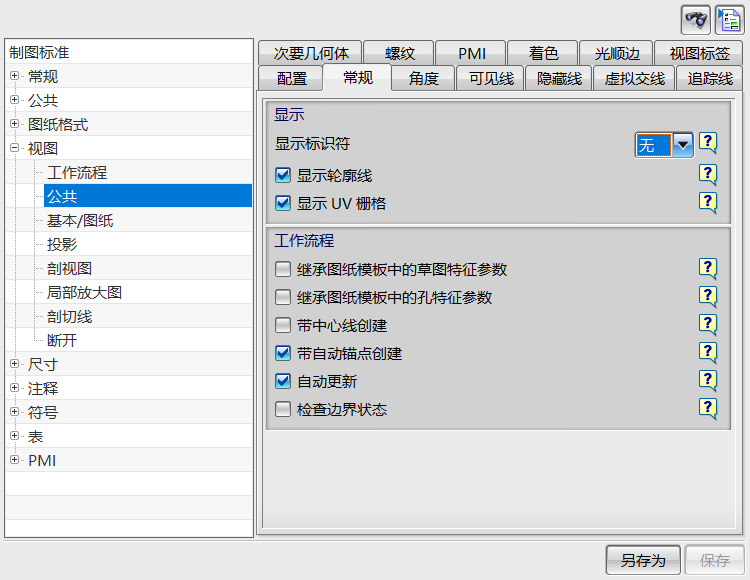 制图标准
常规
公共
图纸格式
视图
工作流程
公共
基本/图纸
投影
剖视图
局部放大图
剖切线
断开
尺寸
注释
符号
表
PMI
次要几何体 螺纹 PMI 着色 光顺边 视图标签
配置 常规 角度 可见线 隐藏线 虚拟交线 追踪线
显示
显示标识符 无 ?
显示轮廓线 ?
显示 UV 栅格 ?
工作流程
继承图纸模板中的草图特征参数 ?
继承图纸模板中的孔特征参数 ?
带中心线创建 ?
带自动锚点创建 ?
自动更新 ?
检查边界状态 ?
另存为 保存